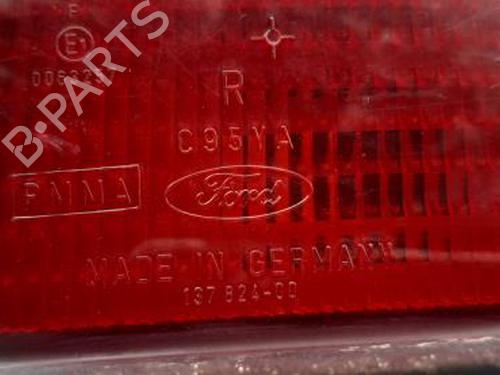 E1
R
C95YA
PMMA
Ford
MADE IN GERMANY
137 824-00
B-PARTS